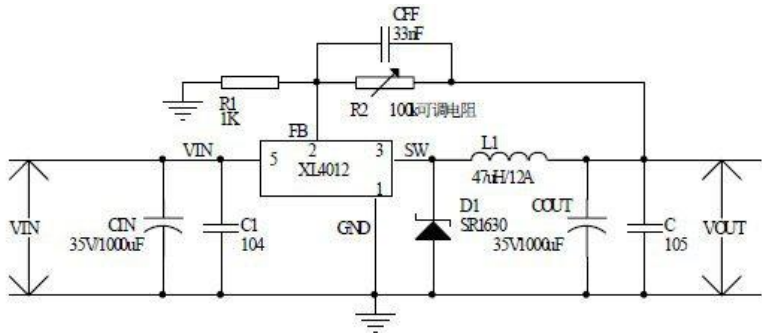 CFF
33nF
R1
1K
R2 100k可调电阻
FB
VIN
5
2
3
SW
L1
XL4012
47uH/12A
1
VIN
CIN
35V/1000uF
C1
104
GND
D1
SR1630
COUT
35V1000uF
C
105
VOUT